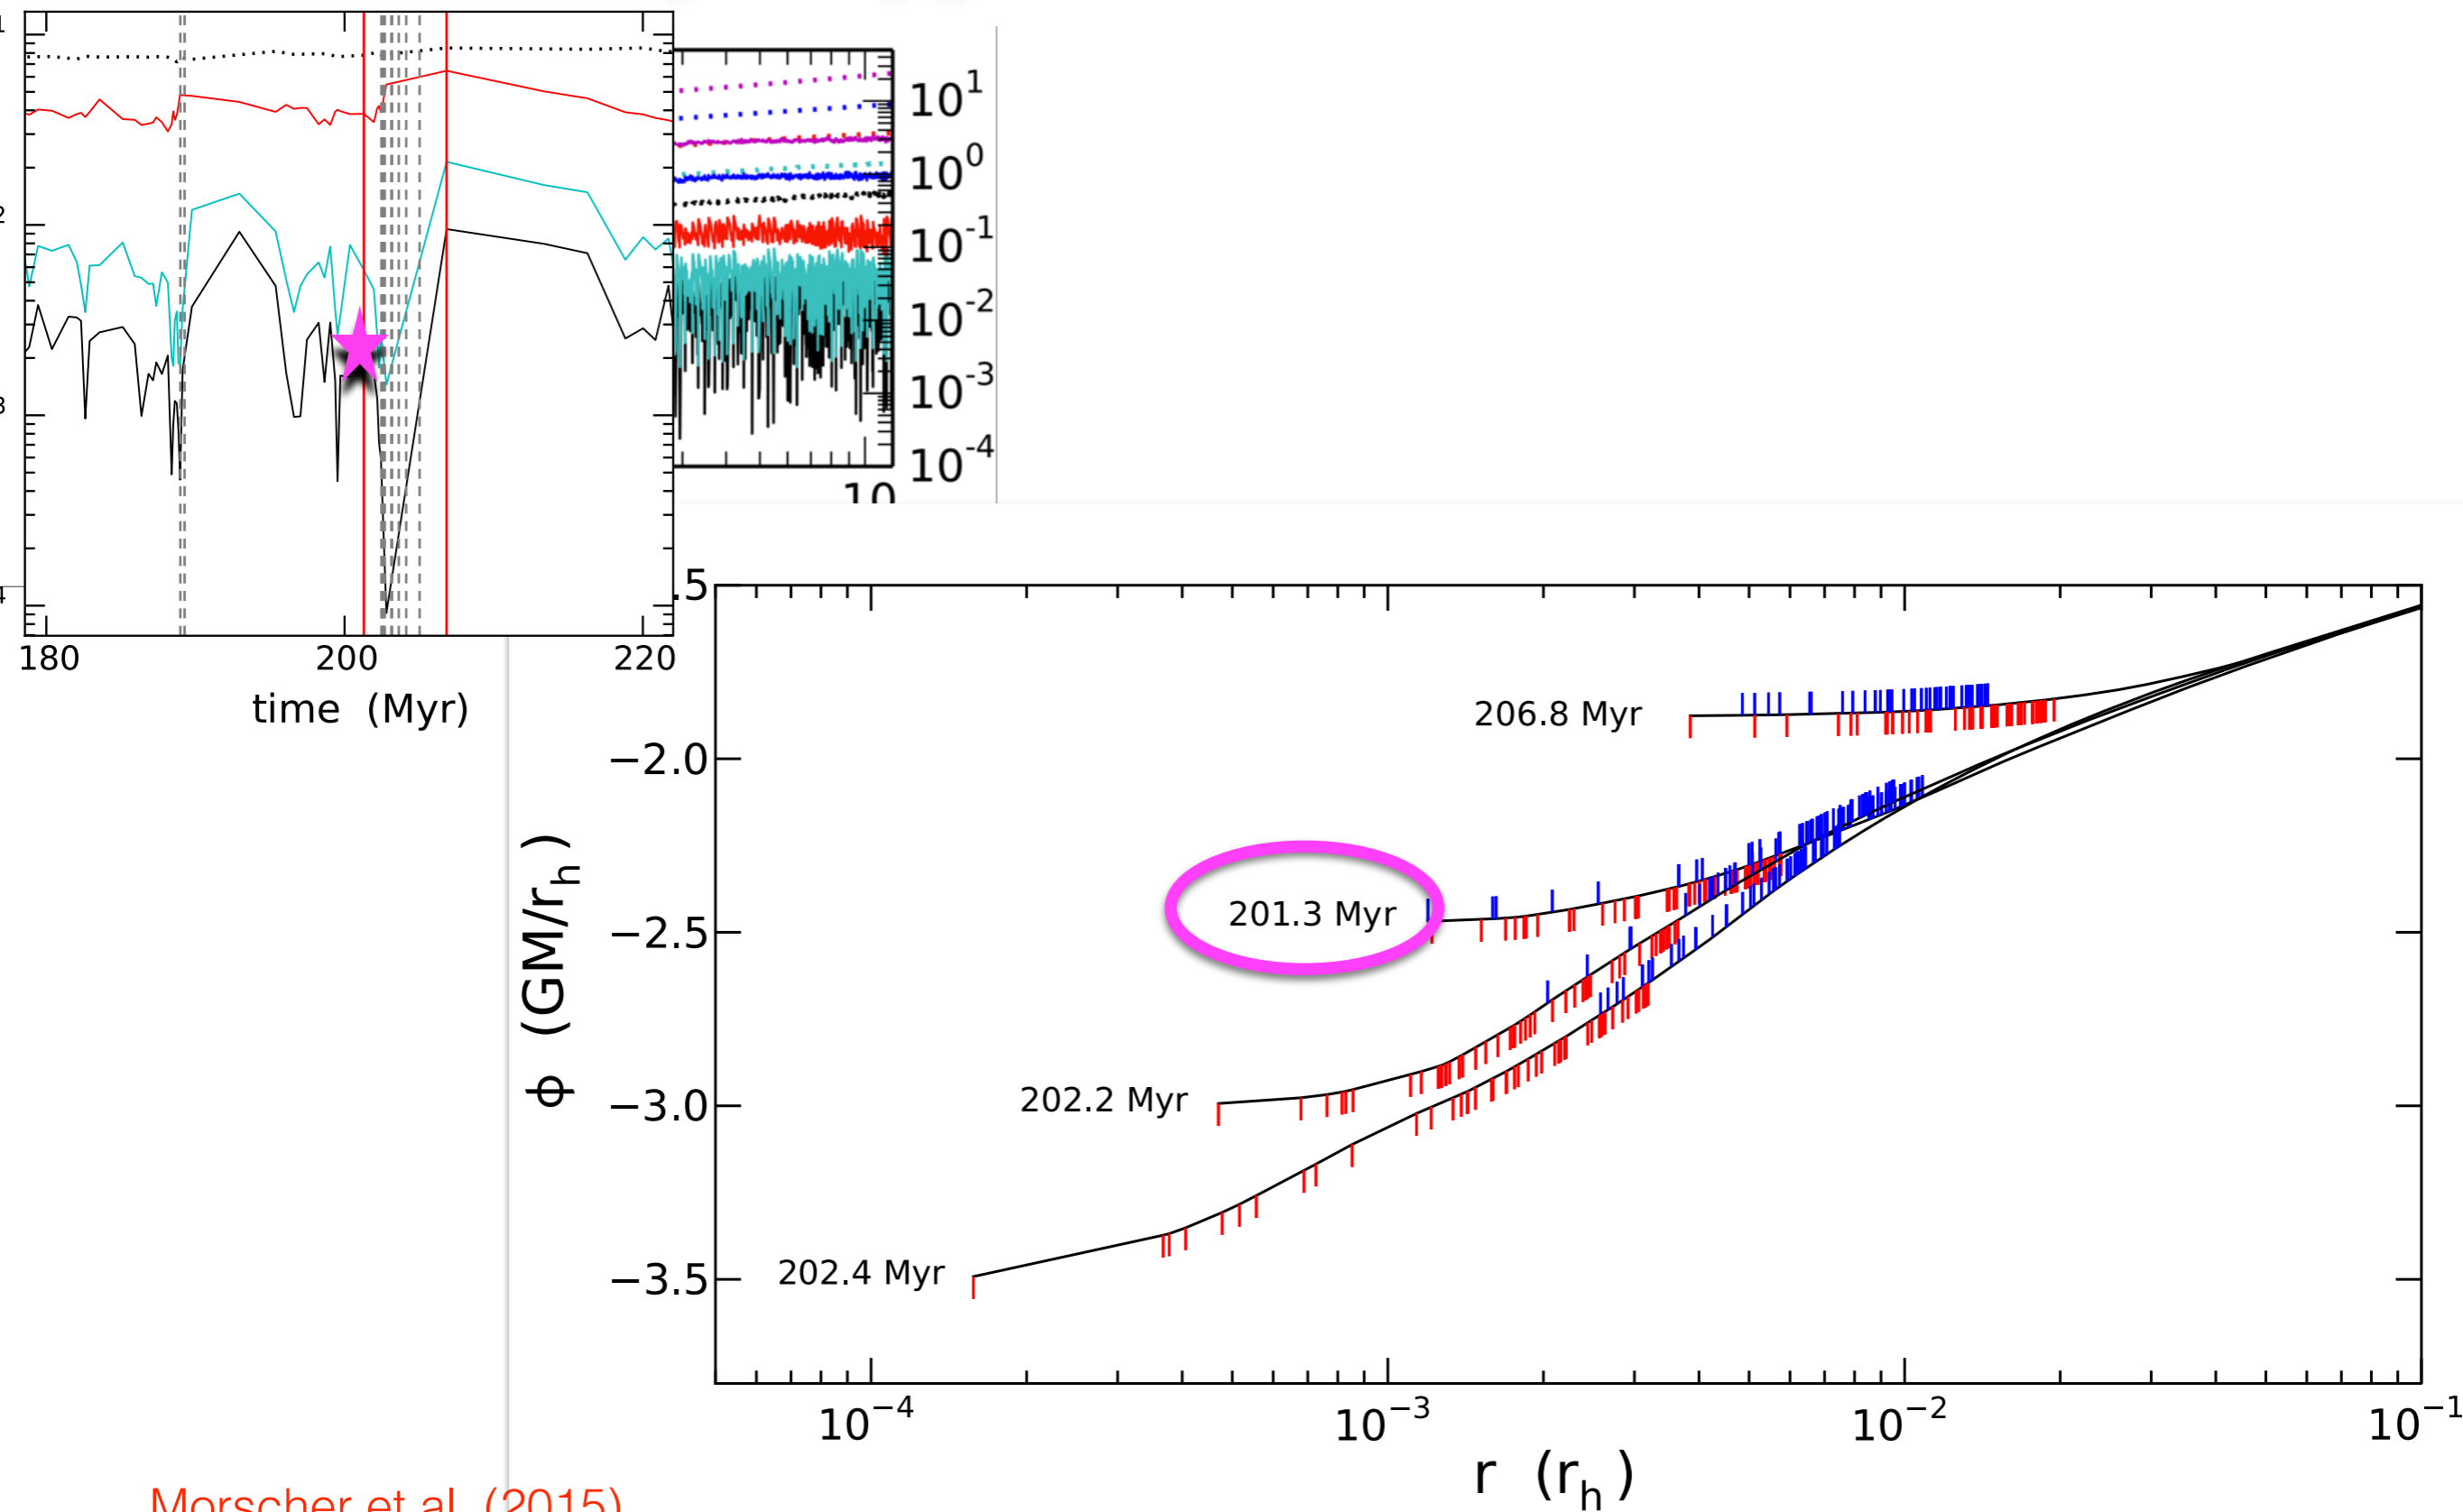 10^1
10^0
10^-1
10^-2
10^-3
10^-4
10
180 200 220
time (Myr)
.5
−2.0
−2.5
−3.0
−3.5
ϕ (GM/r_h)
206.8 Myr
201.3 Myr
202.2 Myr
202.4 Myr
10^−4 10^−3 10^−2 10^−1
r (r_h)
Morscher et al. (2015)